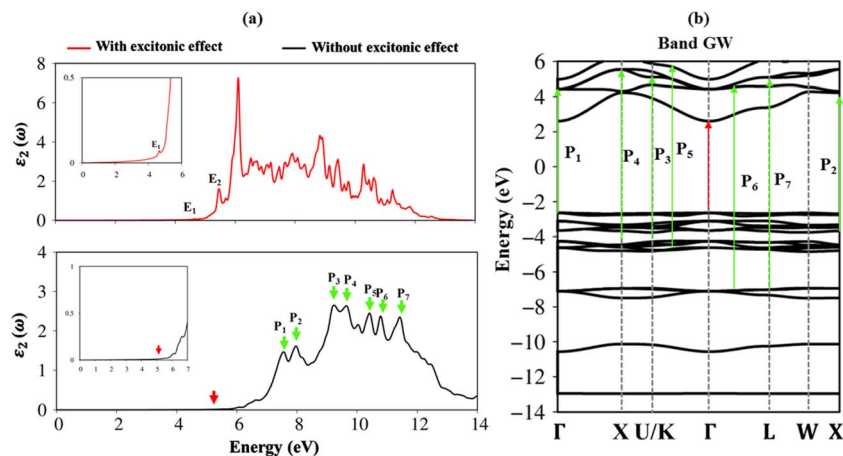 (a)
(b)
With excitonic effect
Without excitonic effect
Band GW
8
6
4
2
0
ε₂ (ω)
0.5
0
0 2 4 6
E₁
E₁
E₂
4
3
2
1
0
ε₂ (ω)
1
0.5
0
0 1 2 3 4 5 6 7
P₁
P₂
P₃
P₄
P₅
P₆
P₇
0 2 4 6 8 10 12 14
Energy (eV)
Energy (eV)
6
4
2
0
−2
−4
−6
−8
−10
−12
−14
P₁
P₄
P₃
P₅
P₆
P₇
P₂
Γ X U/K Γ L W X